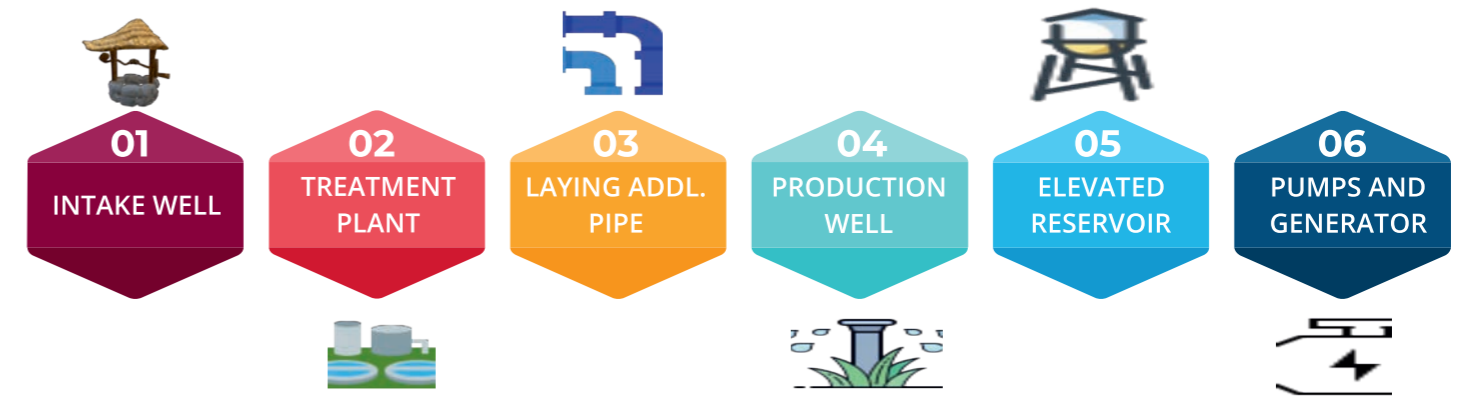 01
INTAKE WELL
02
TREATMENT
PLANT
03
LAYING ADDL.
PIPE
04
PRODUCTION
WELL
05
ELEVATED
RESERVOIR
06
PUMPS AND
GENERATOR